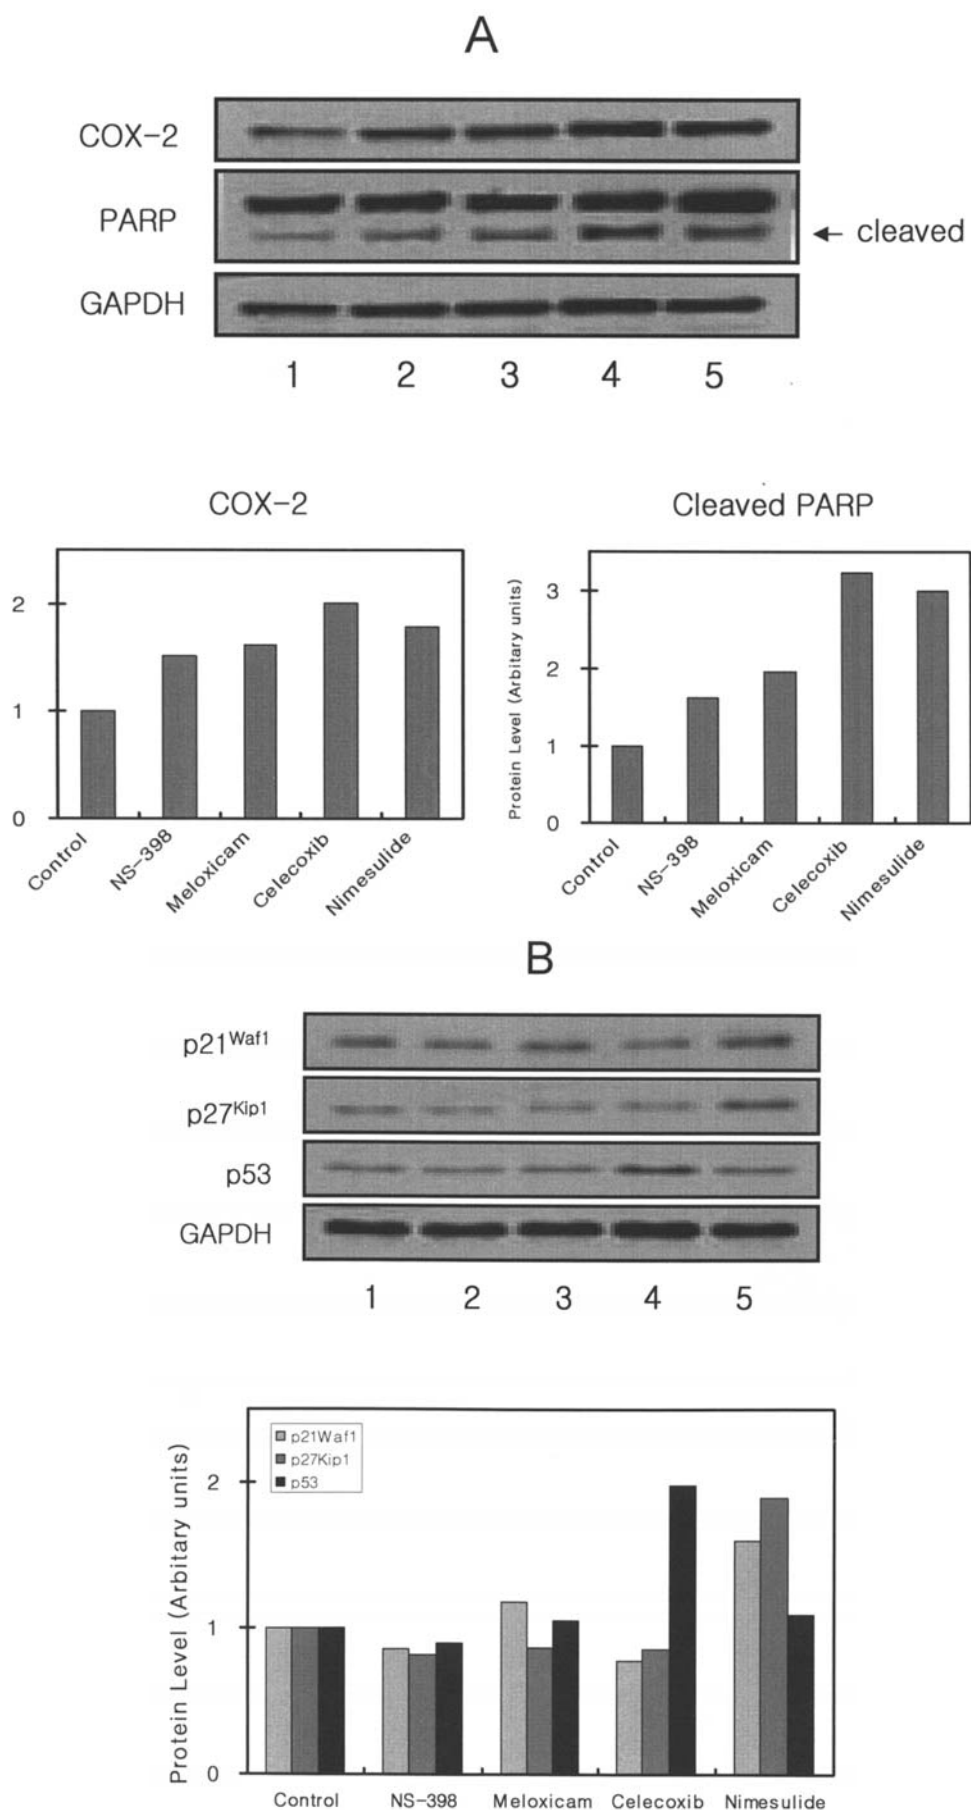 A
COX-2
PARP
← cleaved
GAPDH
1 2 3 4 5
COX-2
2
1
0
Control
NS-398
Meloxicam
Celecoxib
Nimesulide
Cleaved PARP
Protein Level (Arbitary units)
3
2
1
0
Control
NS-398
Meloxicam
Celecoxib
Nimesulide
B
p21Waf1
p27Kip1
p53
GAPDH
1 2 3 4 5
Protein Level (Arbitary units)
2
1
0
p21Waf1
p27Kip1
p53
Control NS-398 Meloxicam Celecoxib Nimesulide